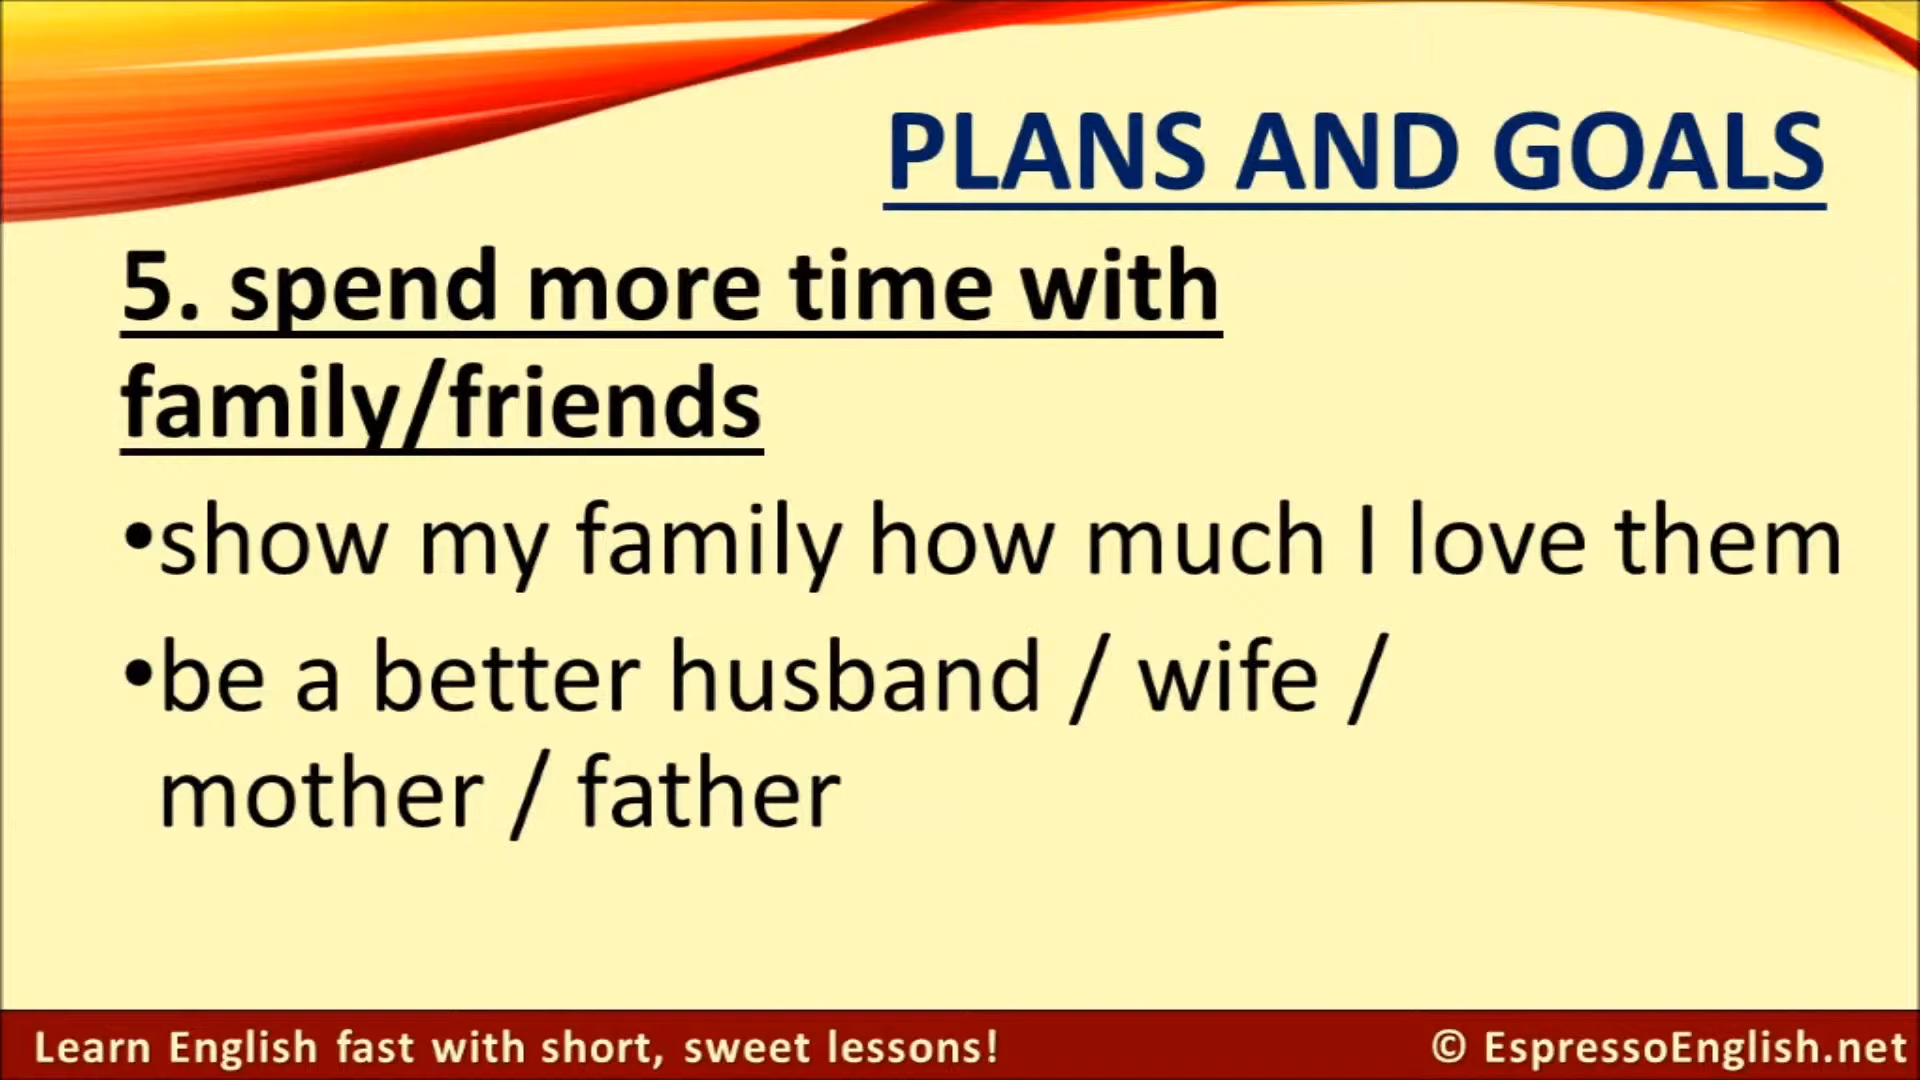 PLANS AND GOALS
5. spend more time with
family/friends
•show my family how much I love them
•be a better husband / wife /
mother / father
Learn English fast with short, sweet lessons!
© EspressoEnglish.net